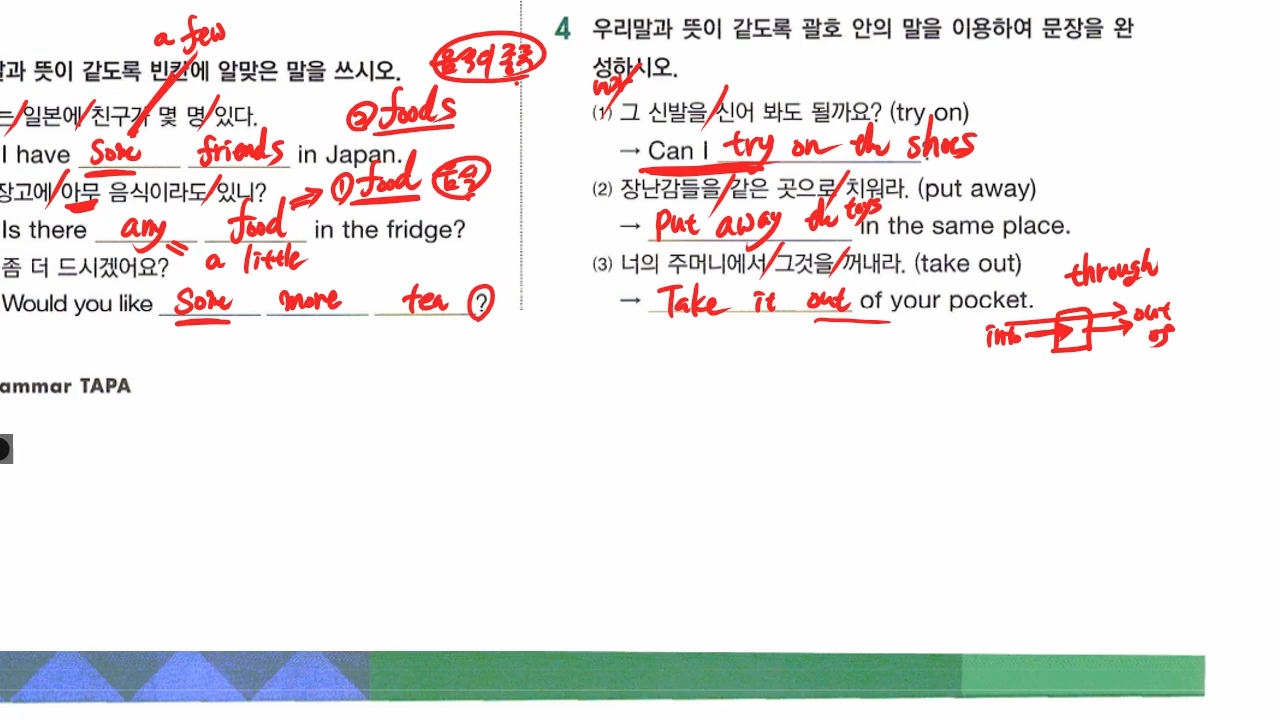 a few
음식의 종류
말과 뜻이 같도록 빈칸에 알맞은 말을 쓰시오.
는 일본에 친구가 몇 명 있다.
② foods
I have some friends in Japan.
장고에 아무 음식이라도 있니?
① food 음식
Is there any food in the fridge?
a little
좀 더 드시겠어요?
Would you like some more tea ?
ammar TAPA
4 우리말과 뜻이 같도록 괄호 안의 말을 이용하여 문장을 완
성하시오.
(1) 그 신발을 신어 봐도 될까요? (try on)
→ Can I try on the shoes .
(2) 장난감들을 같은 곳으로 치워라. (put away)
→ Put away the toys in the same place.
(3) 너의 주머니에서 그것을 꺼내라. (take out)
→ Take it out of your pocket.
through
into
out
of